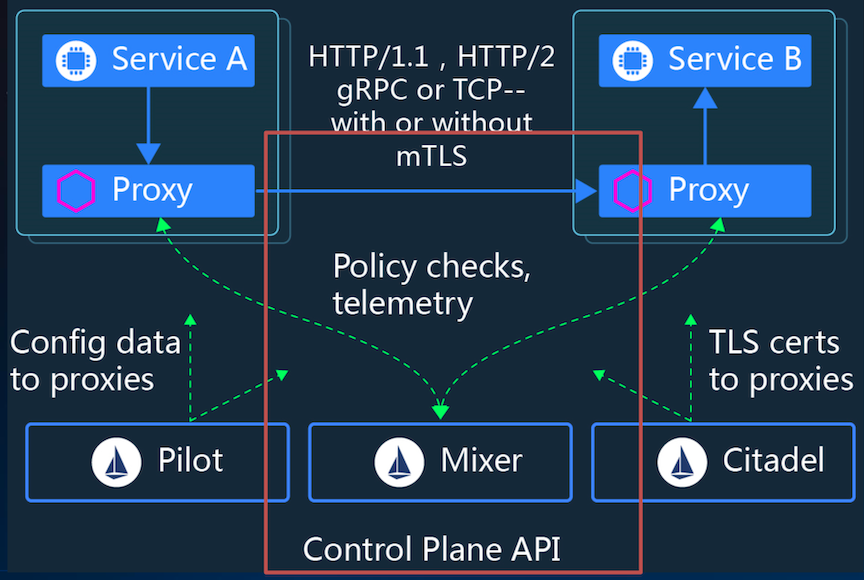 Service A
HTTP/1.1 , HTTP/2
gRPC or TCP--
with or without
mTLS
Service B
Proxy
Proxy
Policy checks,
telemetry
Config data
to proxies
TLS certs
to proxies
Pilot
Mixer
Citadel
Control Plane API